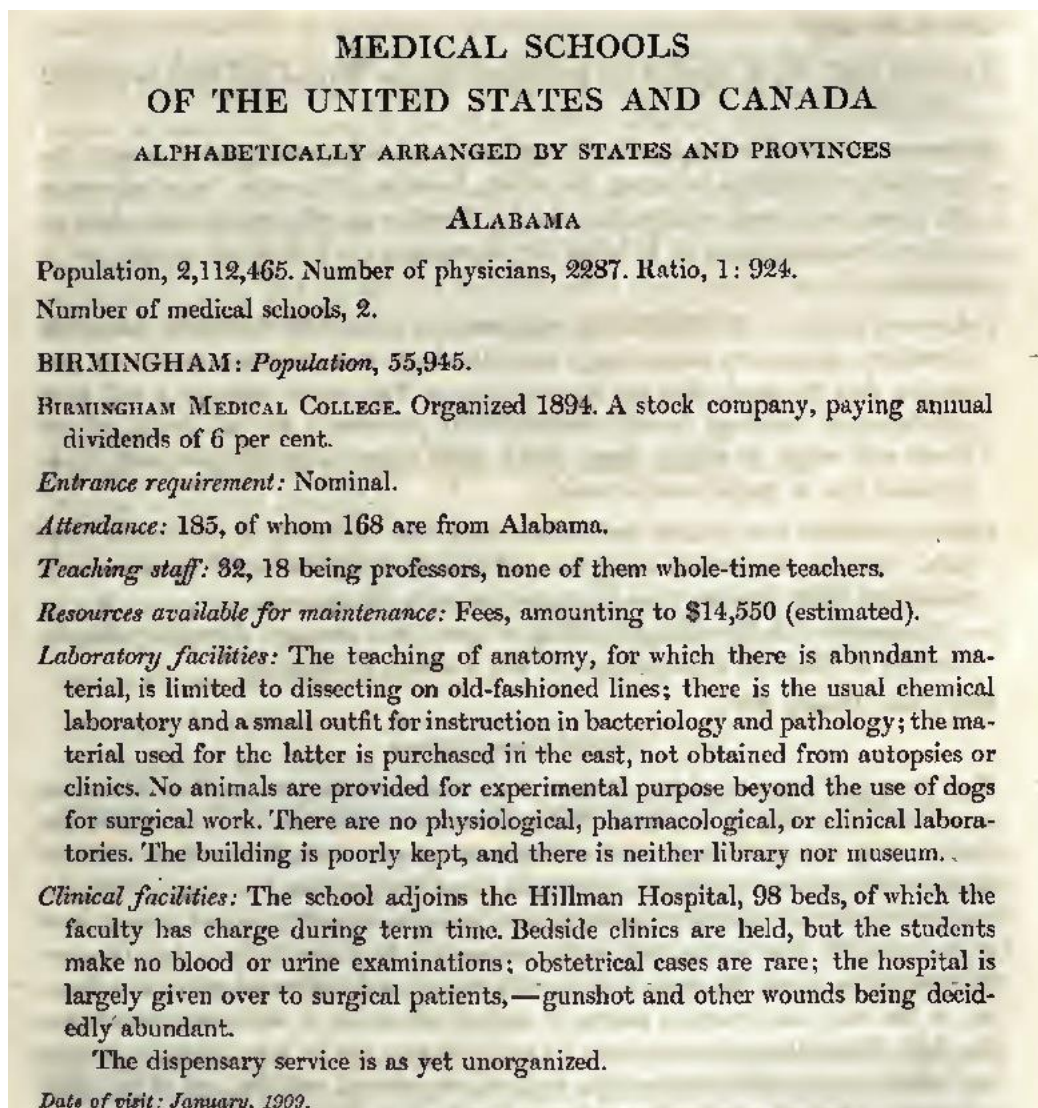 MEDICAL SCHOOLS
OF THE UNITED STATES AND CANADA
ALPHABETICALLY ARRANGED BY STATES AND PROVINCES
ALABAMA
Population, 2,112,465. Number of physicians, 2287. Ratio, 1: 924.
Number of medical schools, 2.
BIRMINGHAM: Population, 55,945.
BIRMINGHAM MEDICAL COLLEGE. Organized 1894. A stock company, paying annual
dividends of 6 per cent.
Entrance requirement: Nominal.
Attendance: 185, of whom 168 are from Alabama.
Teaching staff: 32, 18 being professors, none of them whole-time teachers.
Resources available for maintenance: Fees, amounting to $14,550 (estimated).
Laboratory facilities: The teaching of anatomy, for which there is abundant ma-
terial, is limited to dissecting on old-fashioned lines; there is the usual chemical
laboratory and a small outfit for instruction in bacteriology and pathology; the ma-
terial used for the latter is purchased in the east, not obtained from autopsies or
clinics. No animals are provided for experimental purpose beyond the use of dogs
for surgical work. There are no physiological, pharmacological, or clinical labora-
tories. The building is poorly kept, and there is neither library nor museum.
Clinical facilities: The school adjoins the Hillman Hospital, 98 beds, of which the
faculty has charge during term time. Bedside clinics are held, but the students
make no blood or urine examinations; obstetrical cases are rare; the hospital is
largely given over to surgical patients,—gunshot and other wounds being decid-
edly abundant.
The dispensary service is as yet unorganized.
Date of visit: January, 1909.